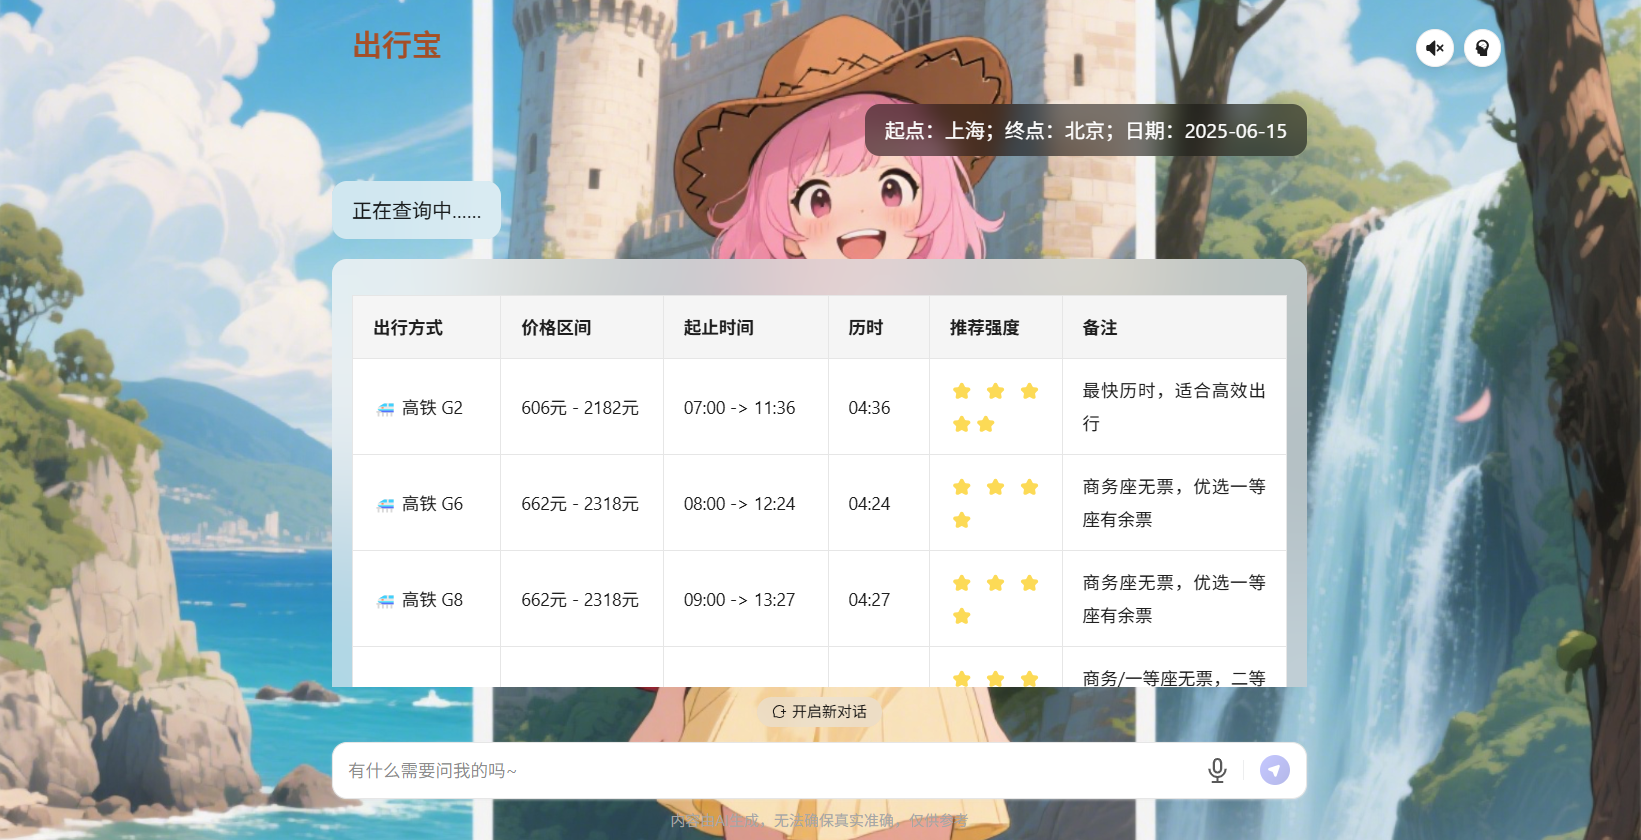 出行宝
起点：上海；终点：北京；日期：2025-06-15
正在查询中......
出行方式 价格区间 起止时间 历时 推荐强度 备注
高铁 G2 606元 - 2182元 07:00 -> 11:36 04:36 最快历时，适合高效出
行
高铁 G6 662元 - 2318元 08:00 -> 12:24 04:24 商务座无票，优选一等
座有余票
高铁 G8 662元 - 2318元 09:00 -> 13:27 04:27 商务座无票，优选一等
座有余票
商务/一等座无票，二等
开启新对话
有什么需要问我的吗~
内容由AI生成，无法确保真实准确，仅供参考